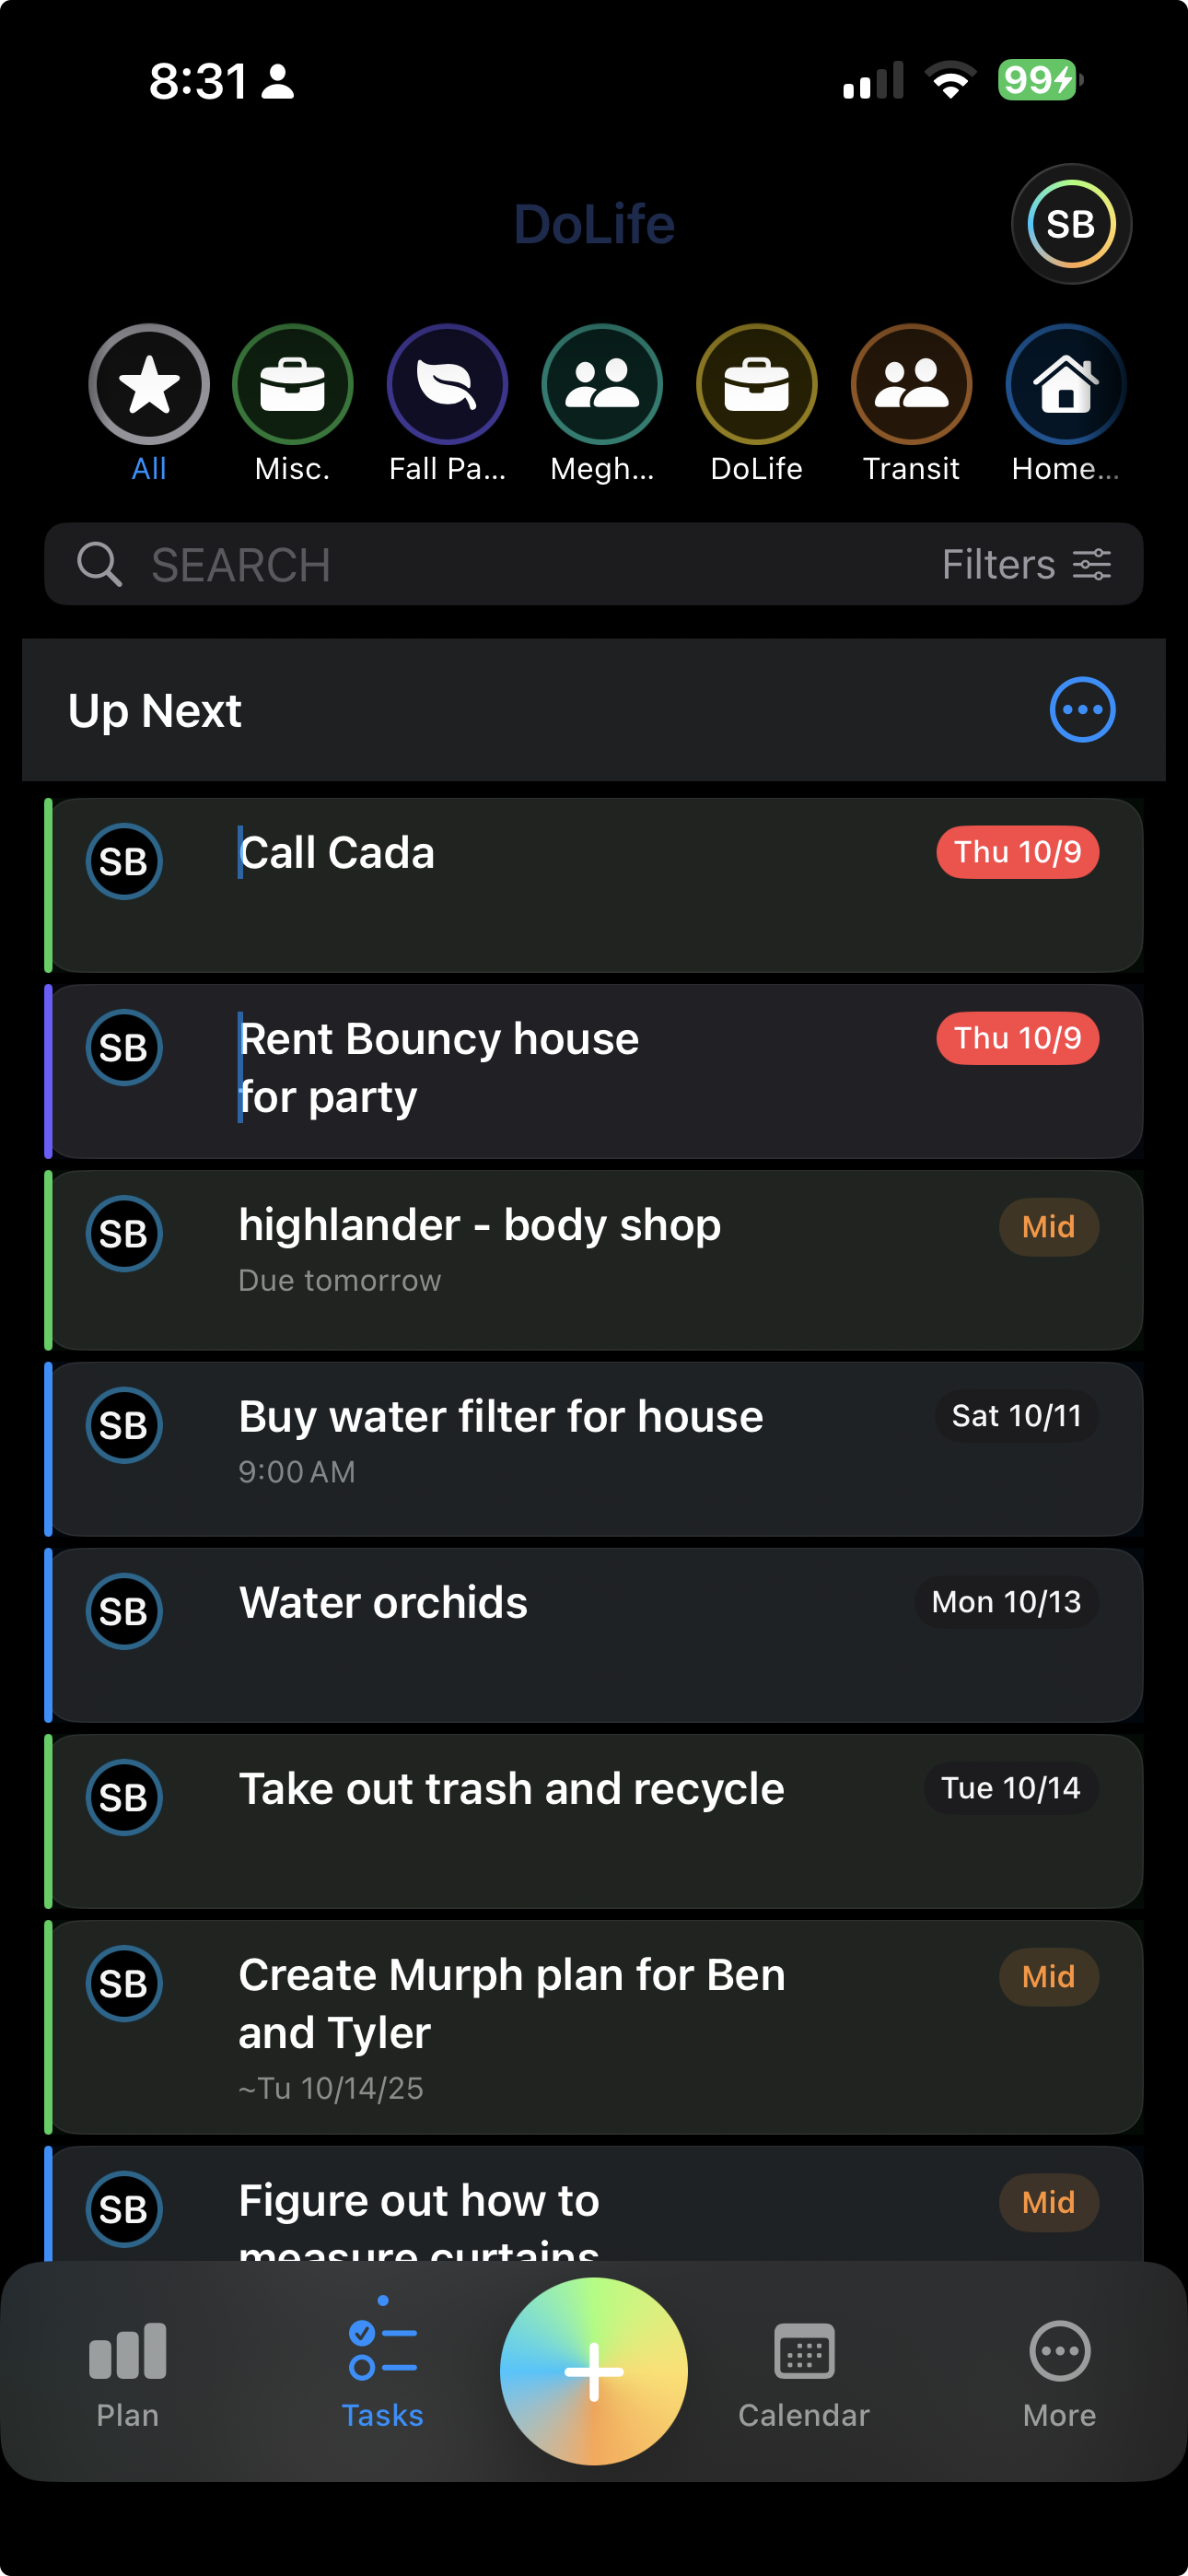 8:31
99
DoLife
SB
All
Misc.
Fall Pa...
Megh...
DoLife
Transit
Home...
SEARCH
Filters
Up Next
SB
Call Cada
Thu 10/9
SB
Rent Bouncy house
for party
Thu 10/9
SB
highlander - body shop
Mid
Due tomorrow
SB
Buy water filter for house
Sat 10/11
9:00 AM
SB
Water orchids
Mon 10/13
SB
Take out trash and recycle
Tue 10/14
SB
Create Murph plan for Ben
and Tyler
Mid
~Tu 10/14/25
SB
Figure out how to
measure curtains
Mid
Plan
Tasks
Calendar
More